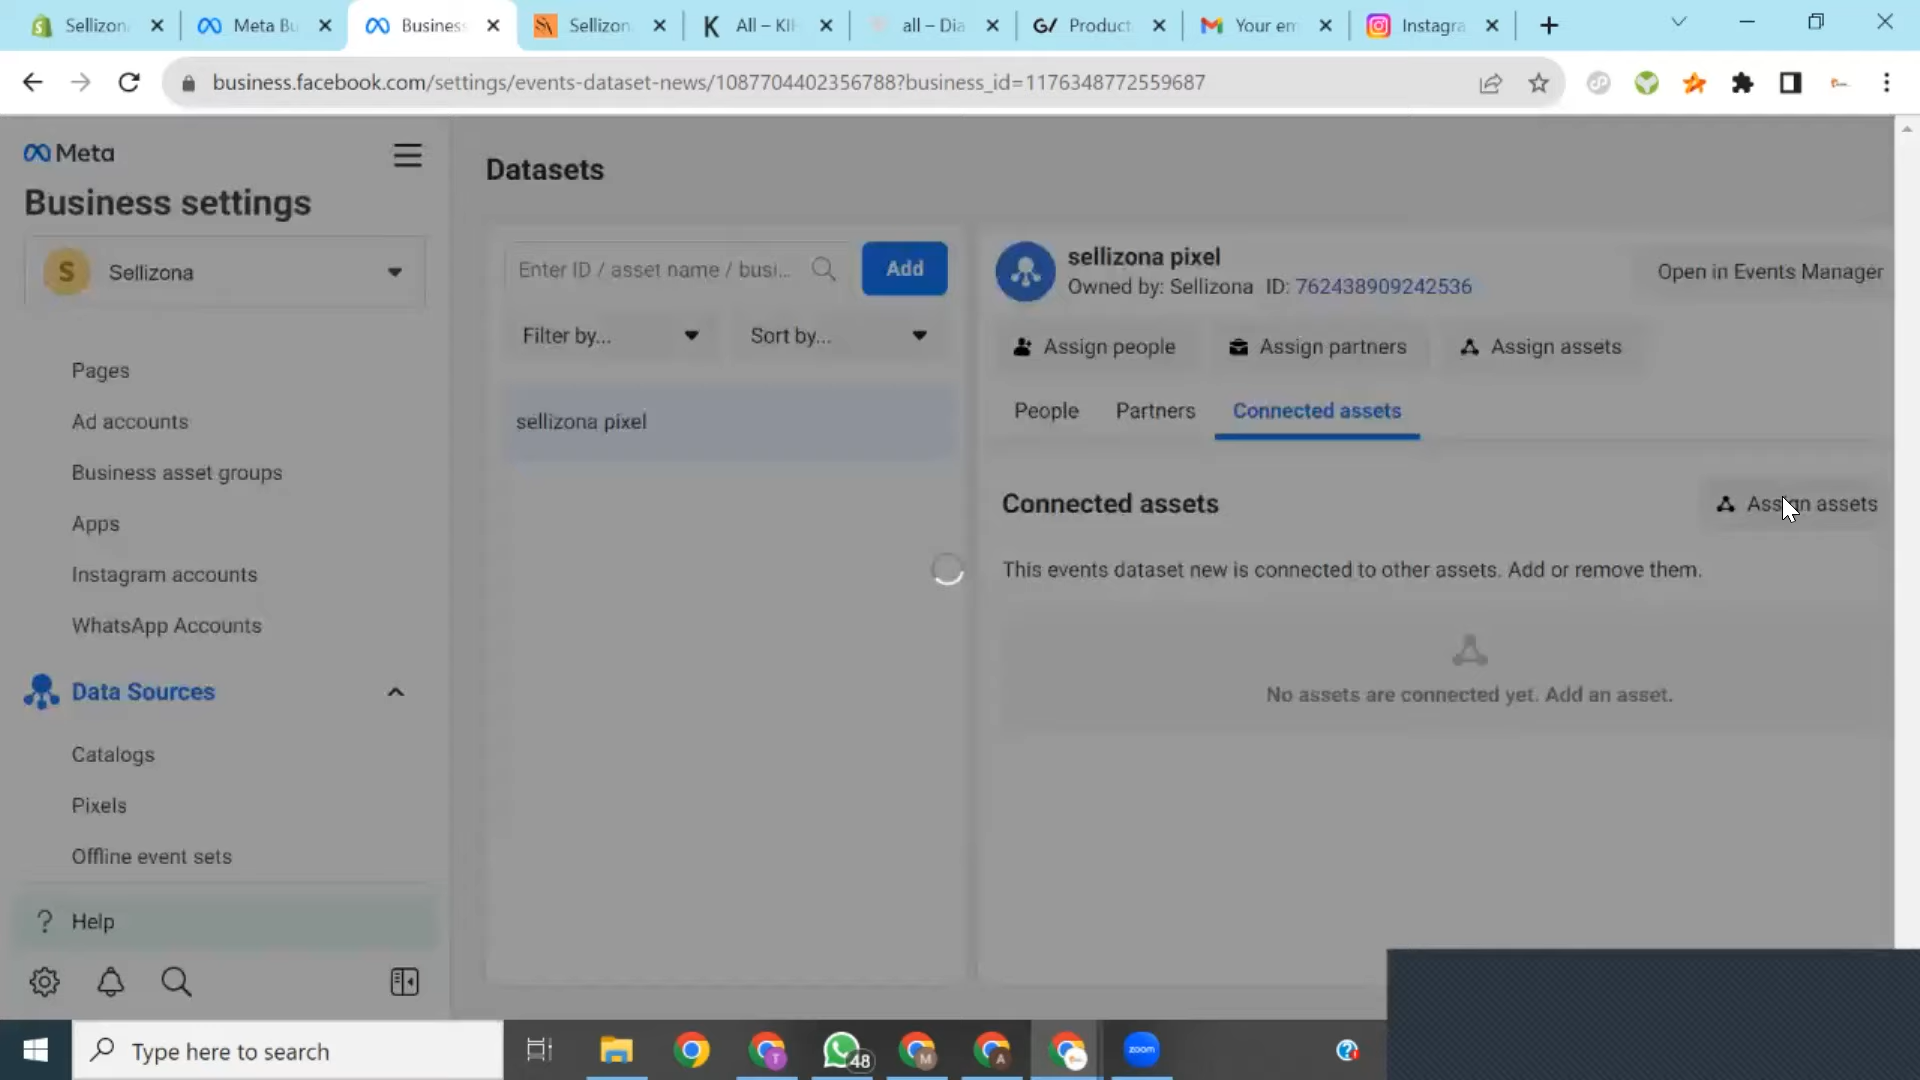 Sellizon
Meta Bu
Business
Sellizon
All – KI
all – Dia
Product
Your em
Instagra
business.facebook.com/settings/events-dataset-news/1087704402356788?business_id=1176348772559687
Meta
Business settings
S Sellizona
Pages
Ad accounts
Business asset groups
Apps
Instagram accounts
WhatsApp Accounts
Data Sources
Catalogs
Pixels
Offline event sets
? Help
Datasets
Enter ID / asset name / busi...
Add
Filter by...
Sort by...
sellizona pixel
sellizona pixel
Owned by: Sellizona ID: 762438909242536
Open in Events Manager
Assign people
Assign partners
Assign assets
People
Partners
Connected assets
Connected assets
Assign assets
This events dataset new is connected to other assets. Add or remove them.
No assets are connected yet. Add an asset.
Type here to search
T
48
M
A
zoom